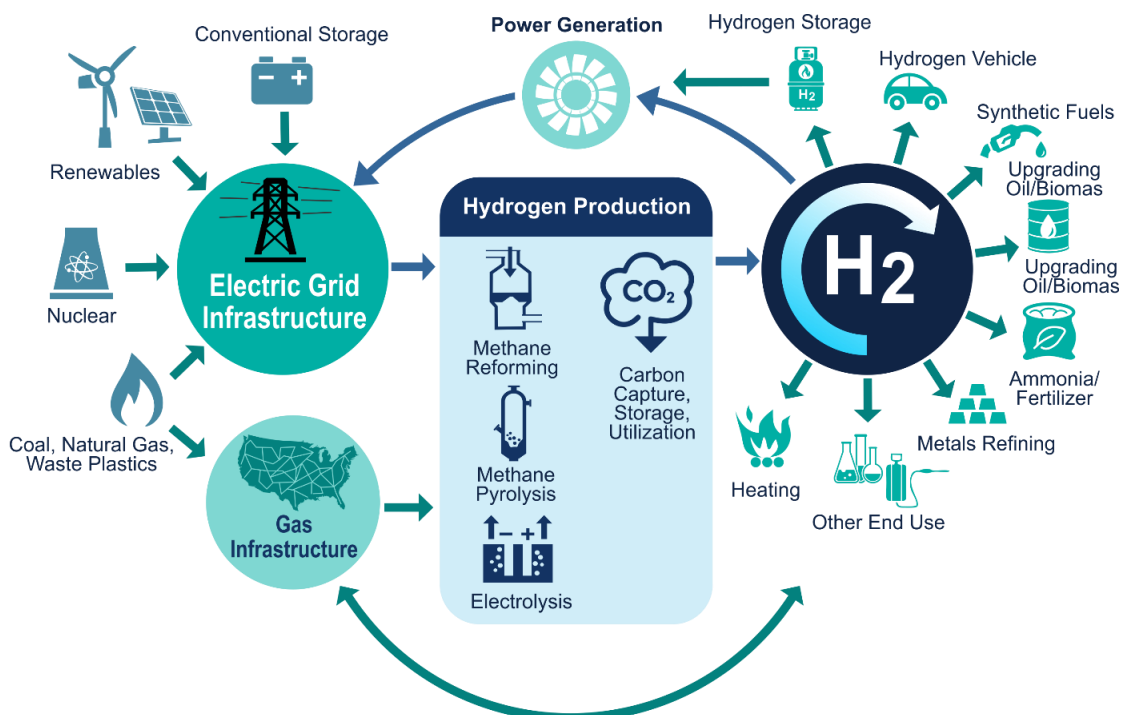 Conventional Storage
Power Generation
Hydrogen Storage
H2
Hydrogen Vehicle
Synthetic Fuels
Upgrading
Oil/Biomas
Renewables
Electric Grid
Infrastructure
Nuclear
Coal, Natural Gas,
Waste Plastics
Gas
Infrastructure
Hydrogen Production
Methane
Reforming
Methane
Pyrolysis
Electrolysis
CO2
Carbon
Capture,
Storage,
Utilization
H2
Upgrading
Oil/Biomas
Ammonia/
Fertilizer
Metals Refining
Other End Use
Heating